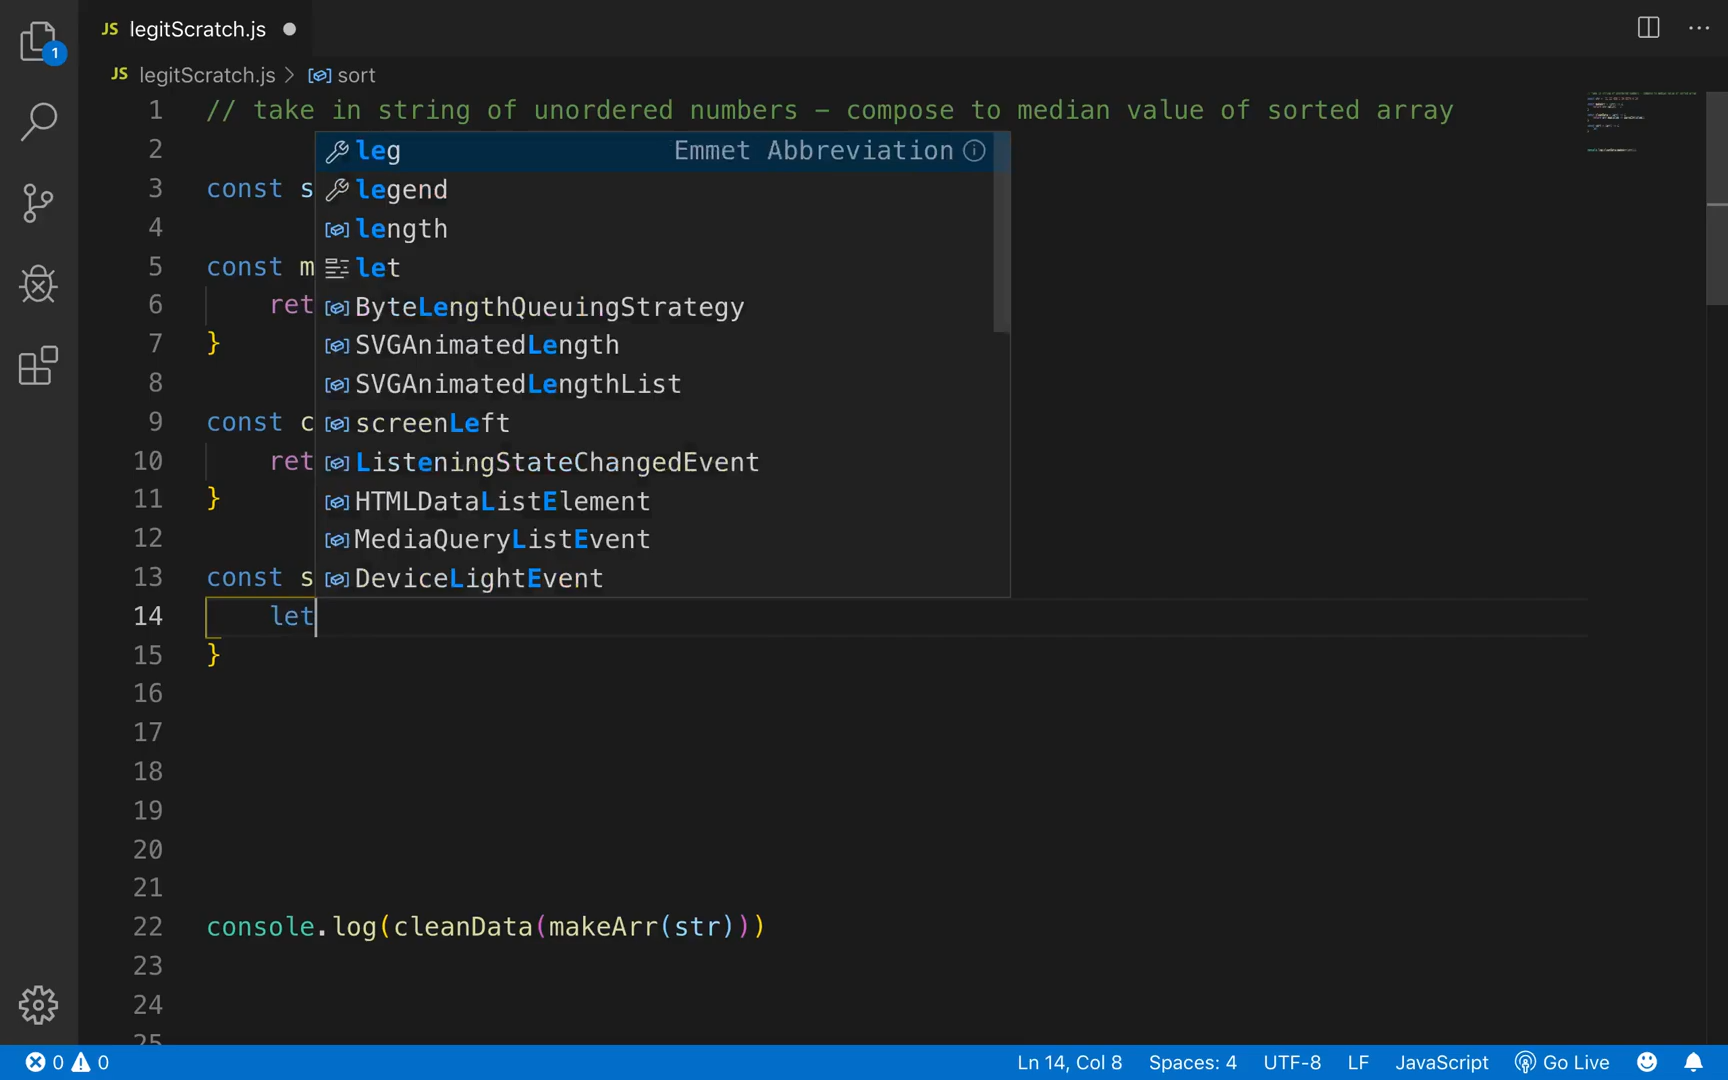 JS legitScratch.js
1
JS legitScratch.js > sort
1 // take in string of unordered numbers – compose to median value of sorted array
2 leg Emmet Abbreviation
3 const s legend
4 length
5 const m let
6 ret ByteLengthQueuingStrategy
7 } SVGAnimatedLength
8 SVGAnimatedLengthList
9 const c screenLeft
10 ret ListeningStateChangedEvent
11 } HTMLDataListElement
12 MediaQueryListEvent
13 const s DeviceLightEvent
14 let
15 }
16
17
18
19
20
21
22 console.log(cleanData(makeArr(str)))
23
24
25
0 0 Ln 14, Col 8 Spaces: 4 UTF-8 LF JavaScript Go Live